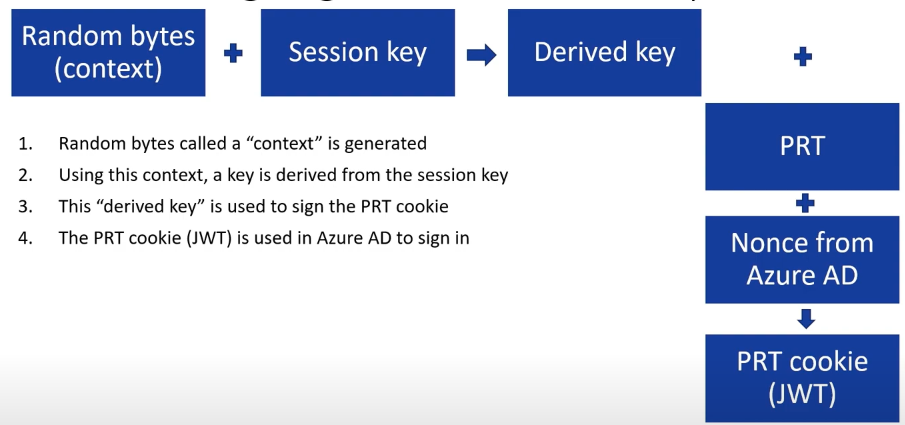 Random bytes
(context)
Session key
Derived key
1. Random bytes called a “context” is generated
2. Using this context, a key is derived from the session key
3. This “derived key” is used to sign the PRT cookie
4. The PRT cookie (JWT) is used in Azure AD to sign in
PRT
Nonce from
Azure AD
PRT cookie
(JWT)